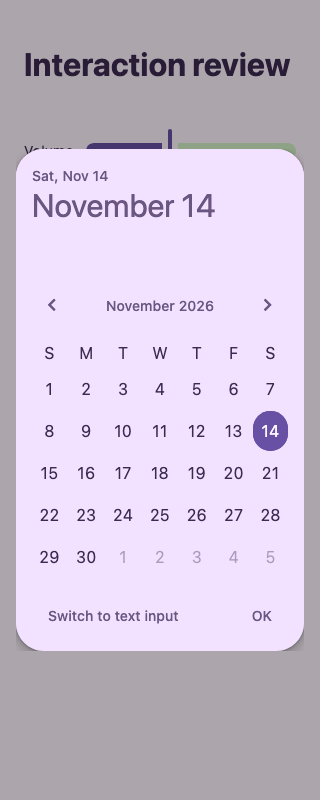 Interaction review
Volume
Sat, Nov 14
November 14
November 2026
S M T W T F S
1 2 3 4 5 6 7
8 9 10 11 12 13 14
15 16 17 18 19 20 21
22 23 24 25 26 27 28
29 30 1 2 3 4 5
Switch to text input OK